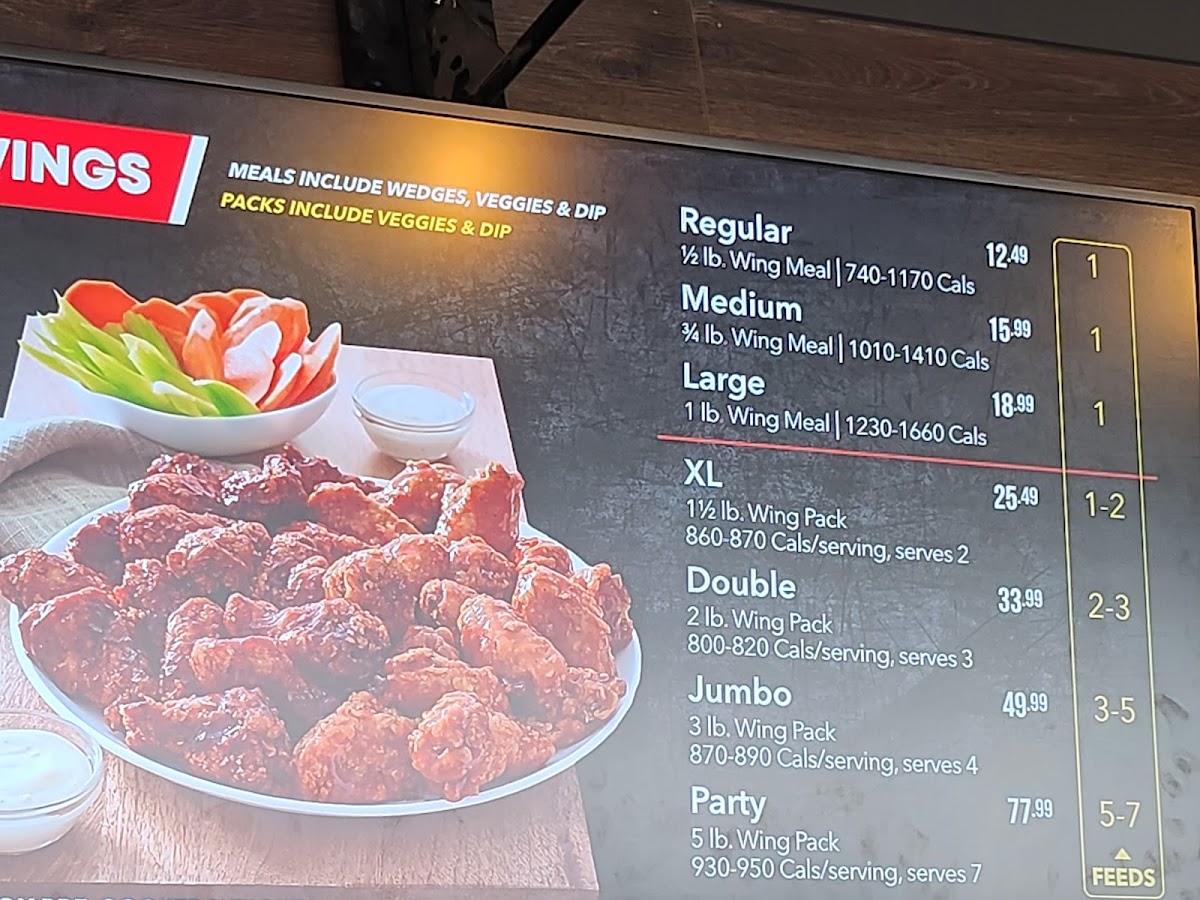 WINGS
MEALS INCLUDE WEDGES, VEGGIES & DIP
PACKS INCLUDE VEGGIES & DIP
Regular 12.49 1
½ lb. Wing Meal | 740-1170 Cals
Medium 15.99 1
¾ lb. Wing Meal | 1010-1410 Cals
Large 18.99 1
1 lb. Wing Meal | 1230-1660 Cals
XL 25.49 1-2
1½ lb. Wing Pack
860-870 Cals/serving, serves 2
Double 33.99 2-3
2 lb. Wing Pack
800-820 Cals/serving, serves 3
Jumbo 49.99 3-5
3 lb. Wing Pack
870-890 Cals/serving, serves 4
Party 77.99 5-7
5 lb. Wing Pack
930-950 Cals/serving, serves 7
FEEDS